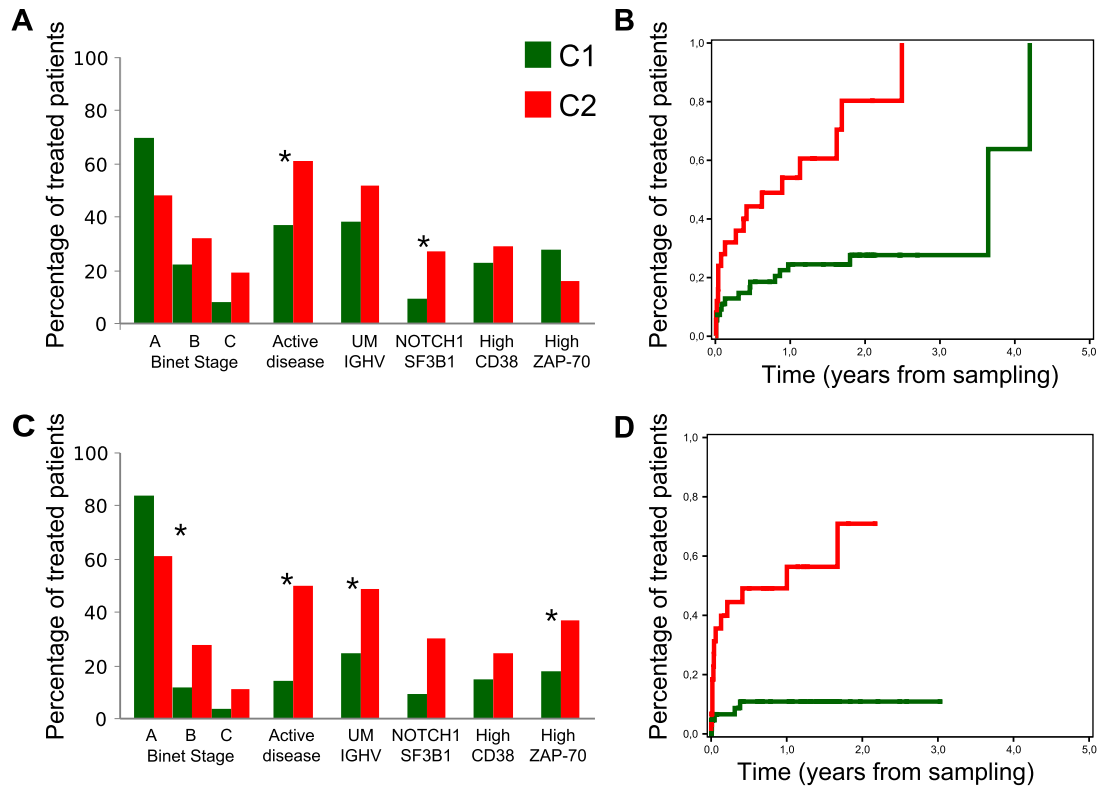 A
Percentage of treated patients
100
80
60
40
20
0
C1
C2
*
*
A B C
Binet Stage
Active
disease
UM
IGHV
NOTCH1
SF3B1
High
CD38
High
ZAP-70
B
Percentage of treated patients
1,0
0,8
0,6
0,4
0,2
0,0
0,0 1,0 2,0 3,0 4,0 5,0
Time (years from sampling)
C
Percentage of treated patients
100
80
60
40
20
0
*
*
*
*
A B C
Binet Stage
Active
disease
UM
IGHV
NOTCH1
SF3B1
High
CD38
High
ZAP-70
D
Percentage of treated patients
1,0
0,8
0,6
0,4
0,2
0,0
0,0 1,0 2,0 3,0 4,0 5,0
Time (years from sampling)